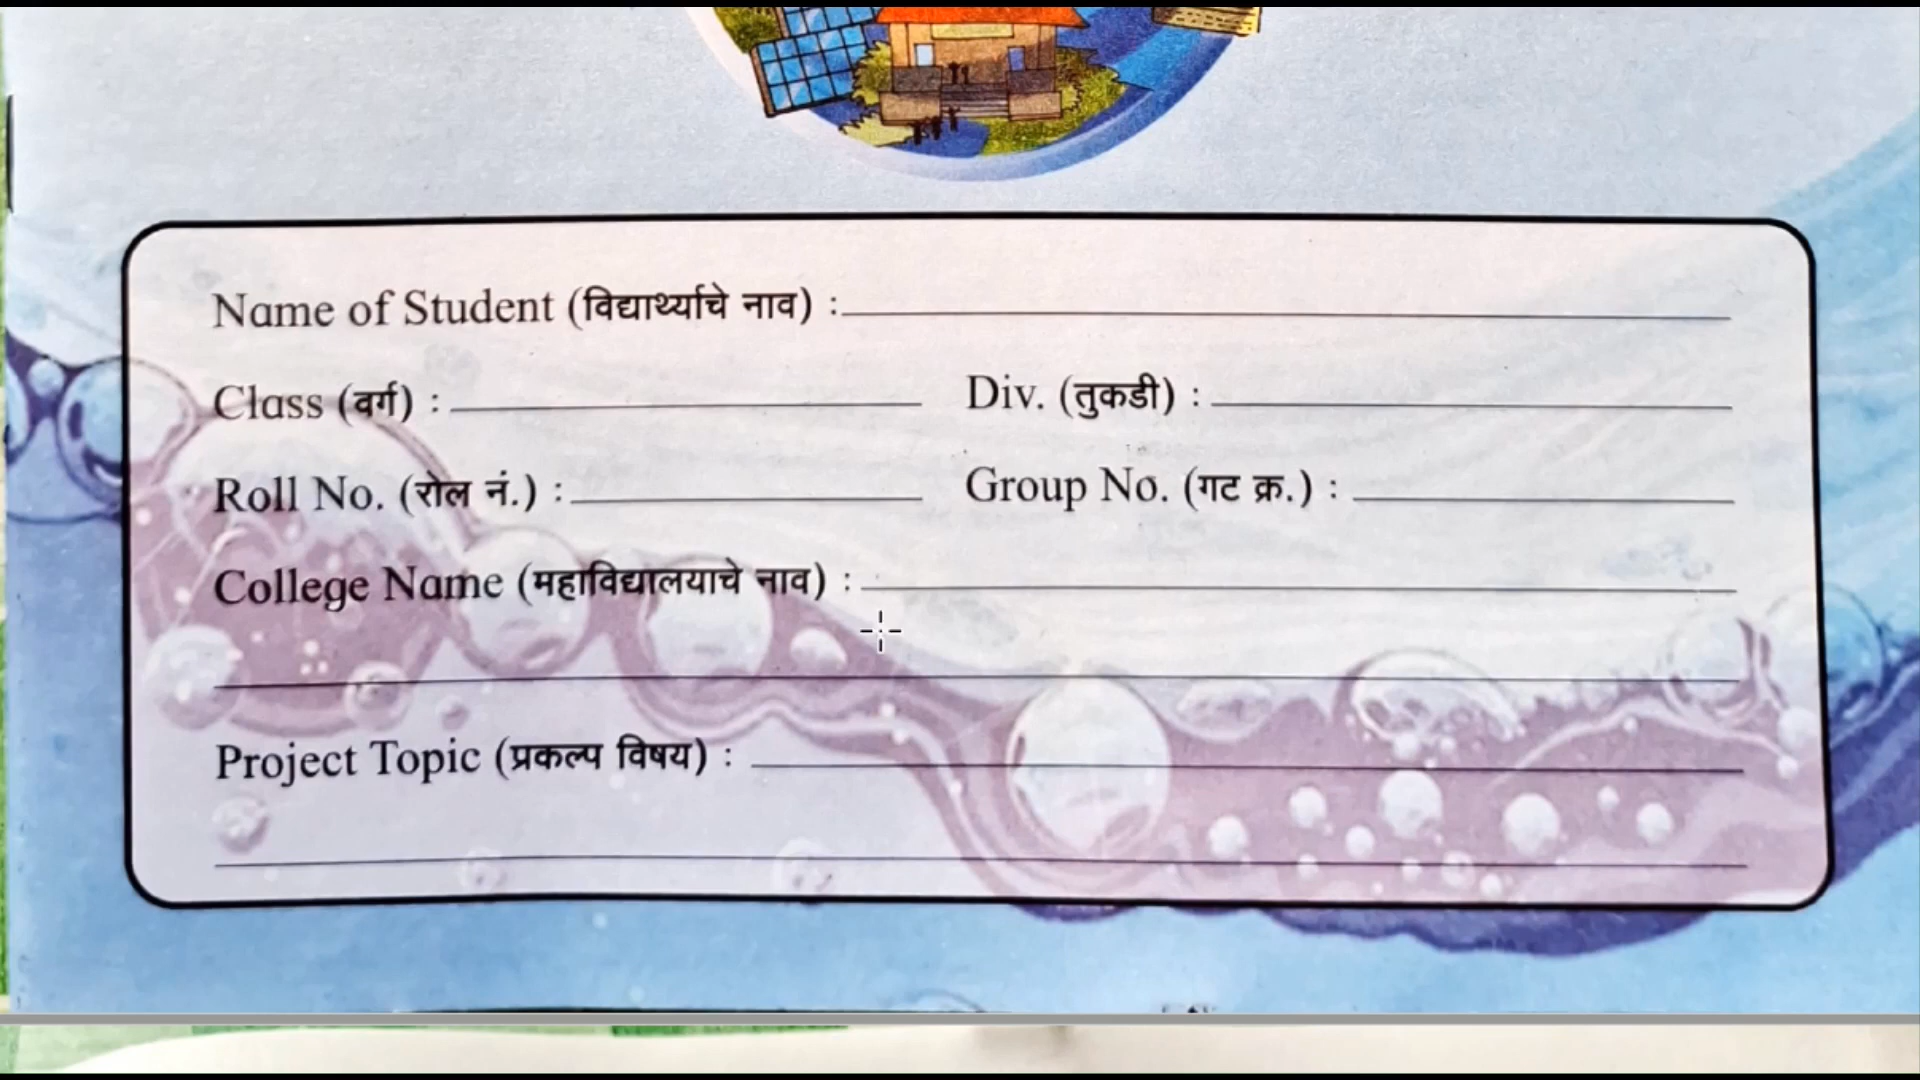 Name of Student (विद्यार्थ्याचे नाव) :
Class (वर्ग) : Div. (तुकडी) :
Roll No. (रोल नं.) : Group No. (गट क्र.) :
College Name (महाविद्यालयाचे नाव) :
Project Topic (प्रकल्प विषय) :